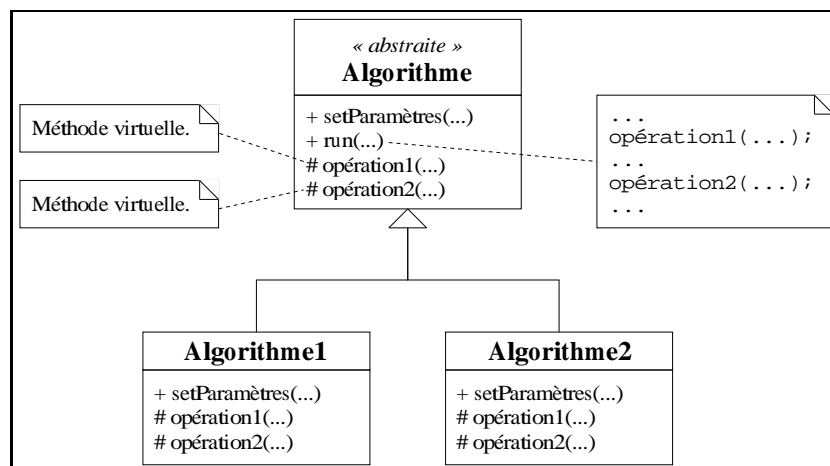 « abstraite »
Algorithme
+ setParamètres(...)
+ run(...)
# opération1(...)
# opération2(...)
Méthode virtuelle.
Méthode virtuelle.
...
opération1(...);
...
opération2(...);
...
Algorithme1
+ setParamètres(...)
# opération1(...)
# opération2(...)
Algorithme2
+ setParamètres(...)
# opération1(...)
# opération2(...)